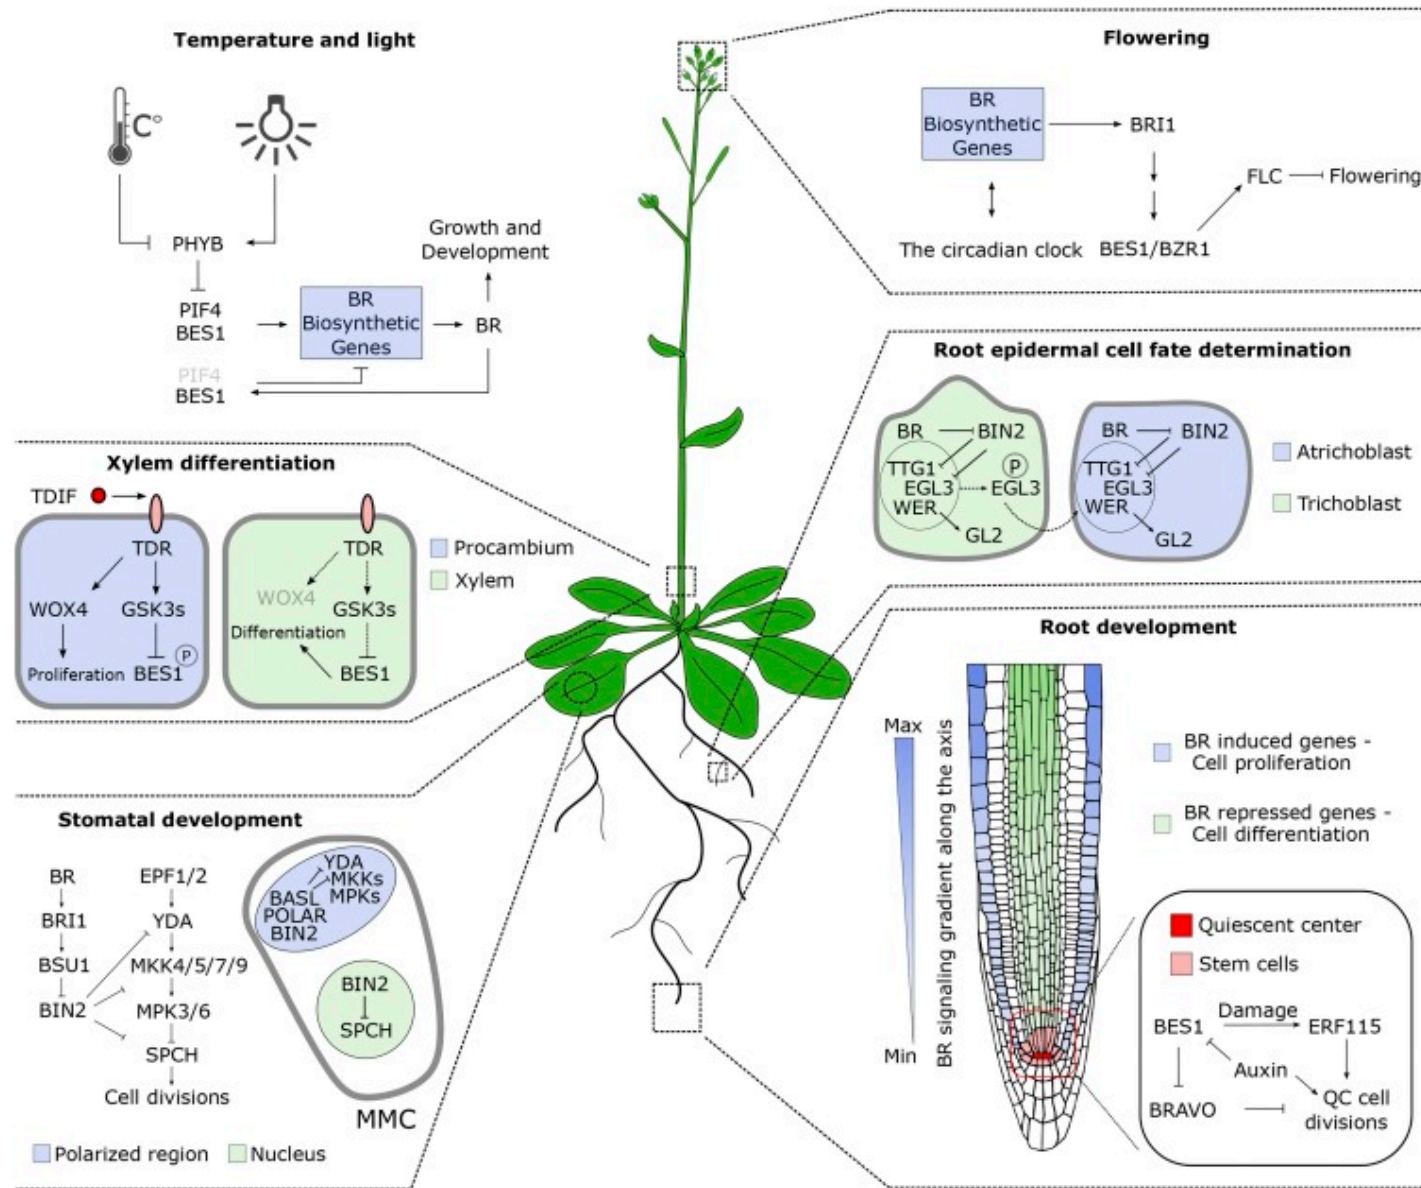 Temperature and light
C°
PHYB
PIF4
BES1
BR
Biosynthetic
Genes
BR
Growth and
Development
PIF4
BES1
Flowering
BR
Biosynthetic
Genes
BRI1
FLC
Flowering
The circadian clock
BES1/BZR1
Root epidermal cell fate determination
BR
BIN2
TTG1
EGL3
WER
P
EGL3
GL2
BR
BIN2
TTG1
EGL3
WER
GL2
Atrichoblast
Trichoblast
Xylem differentiation
TDIF
TDR
WOX4
GSK3s
Proliferation
BES1
P
TDR
WOX4
GSK3s
Differentiation
BES1
Procambium
Xylem
Root development
Max
Min
BR signaling gradient along the axis
BR induced genes -
Cell proliferation
BR repressed genes -
Cell differentiation
Quiescent center
Stem cells
BES1
Damage
ERF115
Auxin
BRAVO
QC cell
divisions
Stomatal development
BR
BRI1
BSU1
BIN2
EPF1/2
YDA
MKK4/5/7/9
MPK3/6
SPCH
Cell divisions
YDA
MKKs
MPKs
BASL
POLAR
BIN2
BIN2
SPCH
MMC
Polarized region
Nucleus